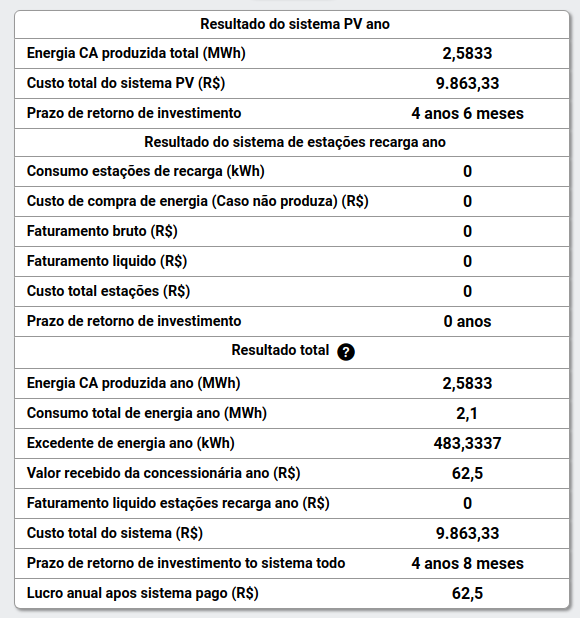 Resultado do sistema PV ano
Energia CA produzida total (MWh) 2,5833
Custo total do sistema PV (R$) 9.863,33
Prazo de retorno de investimento 4 anos 6 meses
Resultado do sistema de estações recarga ano
Consumo estações de recarga (kWh) 0
Custo de compra de energia (Caso não produza) (R$) 0
Faturamento bruto (R$) 0
Faturamento liquido (R$) 0
Custo total estações (R$) 0
Prazo de retorno de investimento 0 anos
Resultado total ?
Energia CA produzida ano (MWh) 2,5833
Consumo total de energia ano (MWh) 2,1
Excedente de energia ano (kWh) 483,3337
Valor recebido da concessionária ano (R$) 62,5
Faturamento liquido estações recarga ano (R$) 0
Custo total do sistema (R$) 9.863,33
Prazo de retorno de investimento to sistema todo 4 anos 8 meses
Lucro anual apos sistema pago (R$) 62,5